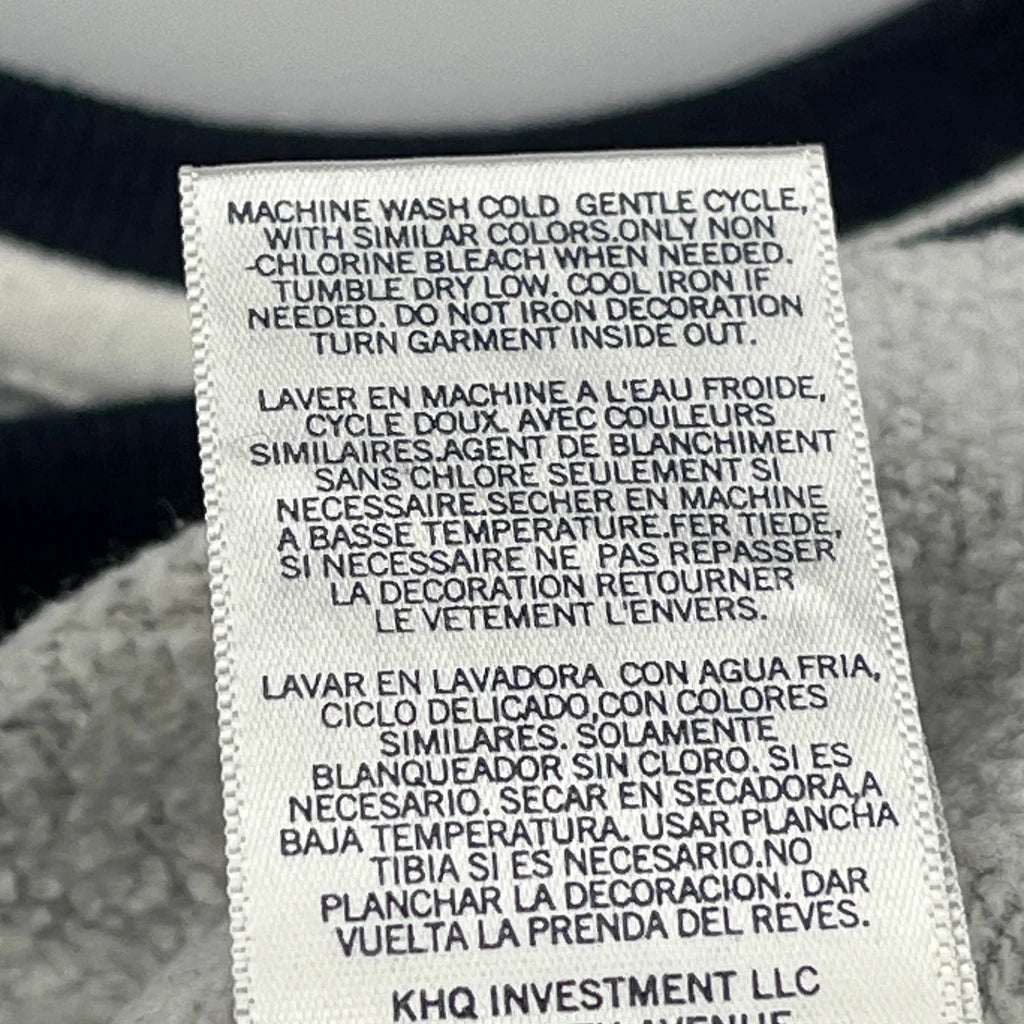 MACHINE WASH COLD GENTLE CYCLE,
WITH SIMILAR COLORS.ONLY NON
-CHLORINE BLEACH WHEN NEEDED.
TUMBLE DRY LOW. COOL IRON IF
NEEDED. DO NOT IRON DECORATION
TURN GARMENT INSIDE OUT.
LAVER EN MACHINE A L'EAU FROIDE,
CYCLE DOUX. AVEC COULEURS
SIMILAIRES.AGENT DE BLANCHIMENT
SANS CHLORE SEULEMENT SI
NECESSAIRE.SECHER EN MACHINE
A BASSE TEMPERATURE.FER TIEDE,
SI NECESSAIRE NE PAS REPASSER
LA DECORATION RETOURNER
LE VETEMENT L'ENVERS.
LAVAR EN LAVADORA CON AGUA FRIA,
CICLO DELICADO,CON COLORES
SIMILARES. SOLAMENTE
BLANQUEADOR SIN CLORO. SI ES
NECESARIO. SECAR EN SECADORA,A
BAJA TEMPERATURA. USAR PLANCHA
TIBIA SI ES NECESARIO.NO
PLANCHAR LA DECORACION. DAR
VUELTA LA PRENDA DEL REVES.
KHQ INVESTMENT LLC
AVENUE